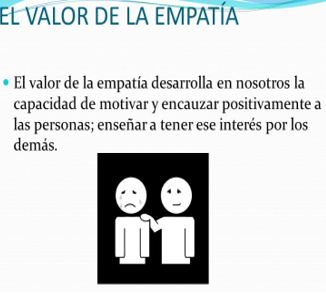 EL VALOR DE LA EMPATÍA
El valor de la empatía desarrolla en nosotros la
capacidad de motivar y encauzar positivamente a
las personas; enseñar a tener ese interés por los
demás.